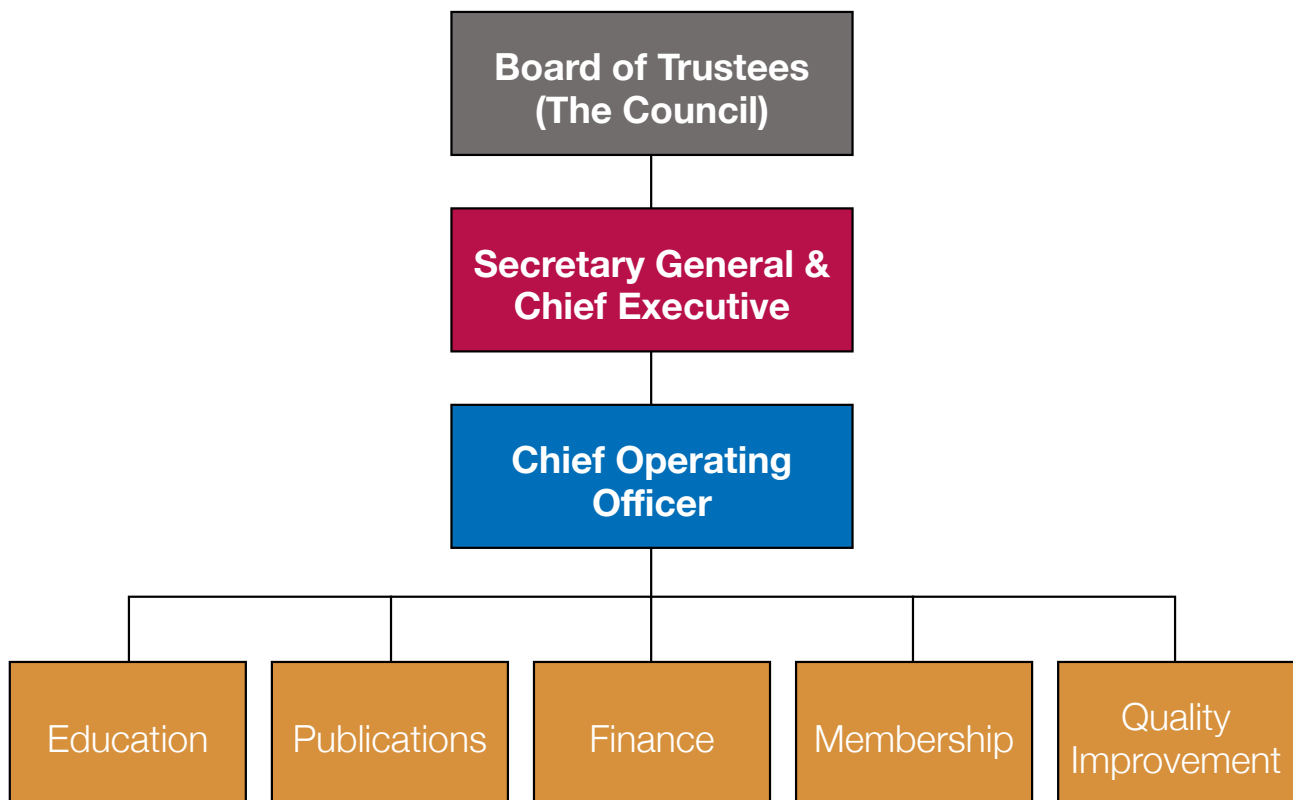 Board of Trustees
(The Council)
Secretary General &
Chief Executive
Chief Operating
Officer
Education
Publications
Finance
Membership
Quality
Improvement